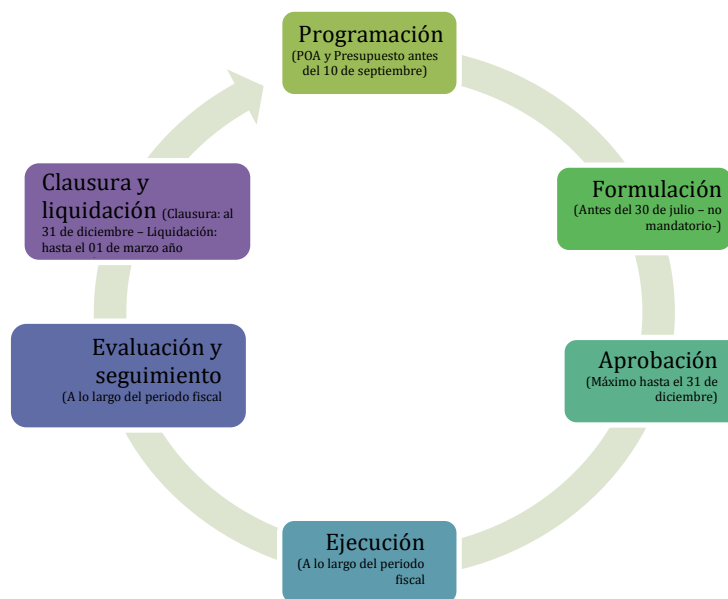 Programación
(POA y Presupuesto antes
del 10 de septiembre)
Formulación
(Antes del 30 de julio – no
mandatorio-)
Aprobación
(Máximo hasta el 31 de
diciembre)
Ejecución
(A lo largo del periodo
fiscal
Evaluación y
seguimiento
(A lo largo del periodo fiscal
Clausura y
liquidación (Clausura: al
31 de diciembre – Liquidación:
hasta el 01 de marzo año